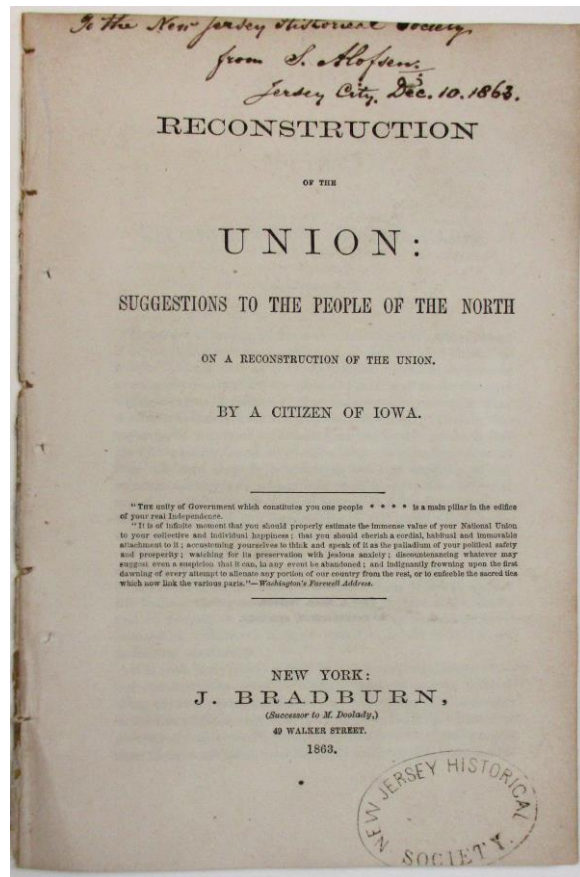 To the New Jersey Historical Society
from S. Alofsen.
Jersey City, Dec. 10. 1863.
RECONSTRUCTION
OF THE
UNION:
SUGGESTIONS TO THE PEOPLE OF THE NORTH
ON A RECONSTRUCTION OF THE UNION.
BY A CITIZEN OF IOWA.
"THE unity of Government which constitutes you one people * * * * is a main pillar in the edifice
of your real Independence.
"It is of infinite moment that you should properly estimate the immense value of your National Union
to your collective and individual happiness; that you should cherish a cordial, habitual and immovable
attachment to it; accustoming yourselves to think and speak of it as the palladium of your political safety
and prosperity; watching for its preservation with jealous anxiety; discountenancing whatever may
suggest even a suspicion that it can, in any event be abandoned; and indignantly frowning upon the first
dawning of every attempt to alienate any portion of our country from the rest, or to enfeeble the sacred ties
which now link the various parts."—Washington's Farewell Address.
NEW YORK:
J. BRADBURN,
(Successor to M. Doolady,)
49 WALKER STREET.
1863.
NEW JERSEY HISTORICAL
SOCIETY.